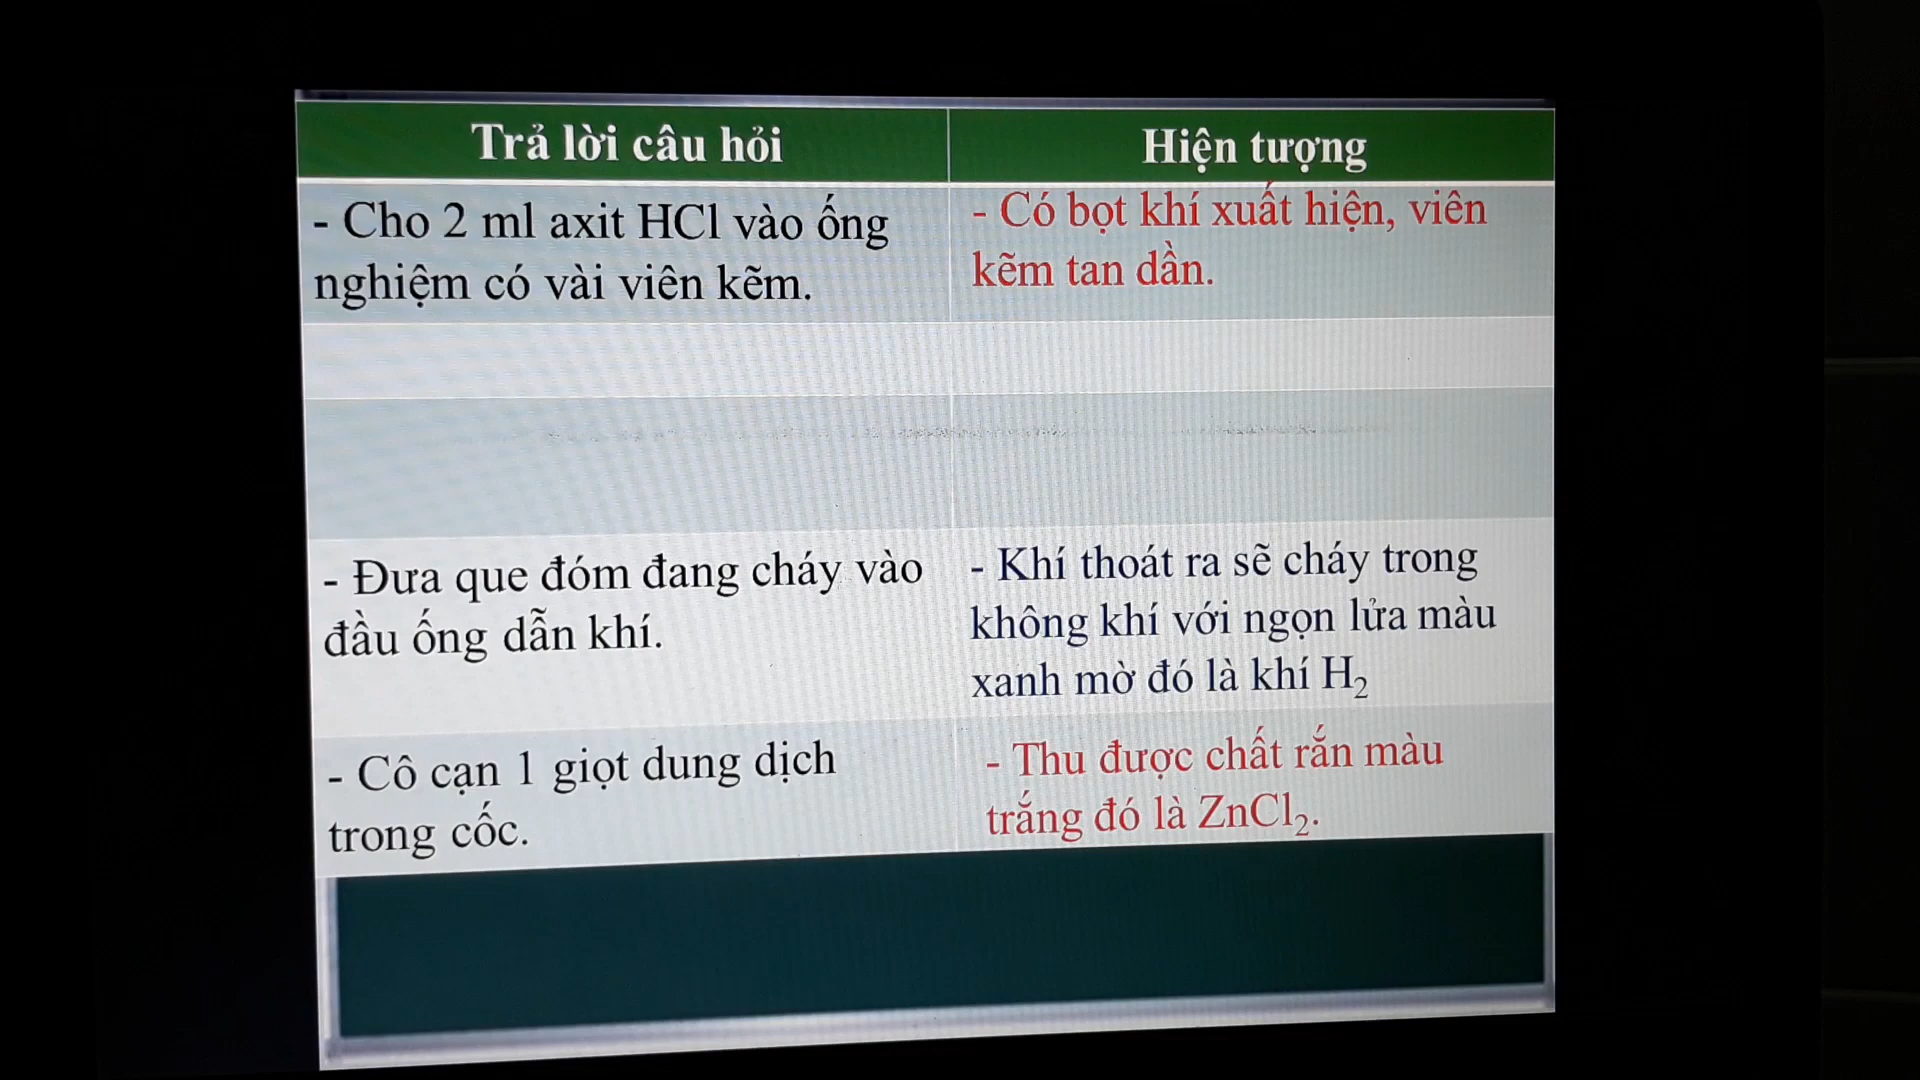 Trả lời câu hỏi
Hiện tượng
- Cho 2 ml axit HCl vào ống
nghiệm có vài viên kẽm.
- Có bọt khí xuất hiện, viên
kẽm tan dần.
- Đưa que đóm đang cháy vào
đầu ống dẫn khí.
- Khí thoát ra sẽ cháy trong
không khí với ngọn lửa màu
xanh mờ đó là khí H₂
- Cô cạn 1 giọt dung dịch
trong cốc.
- Thu được chất rắn màu
trắng đó là ZnCl₂.